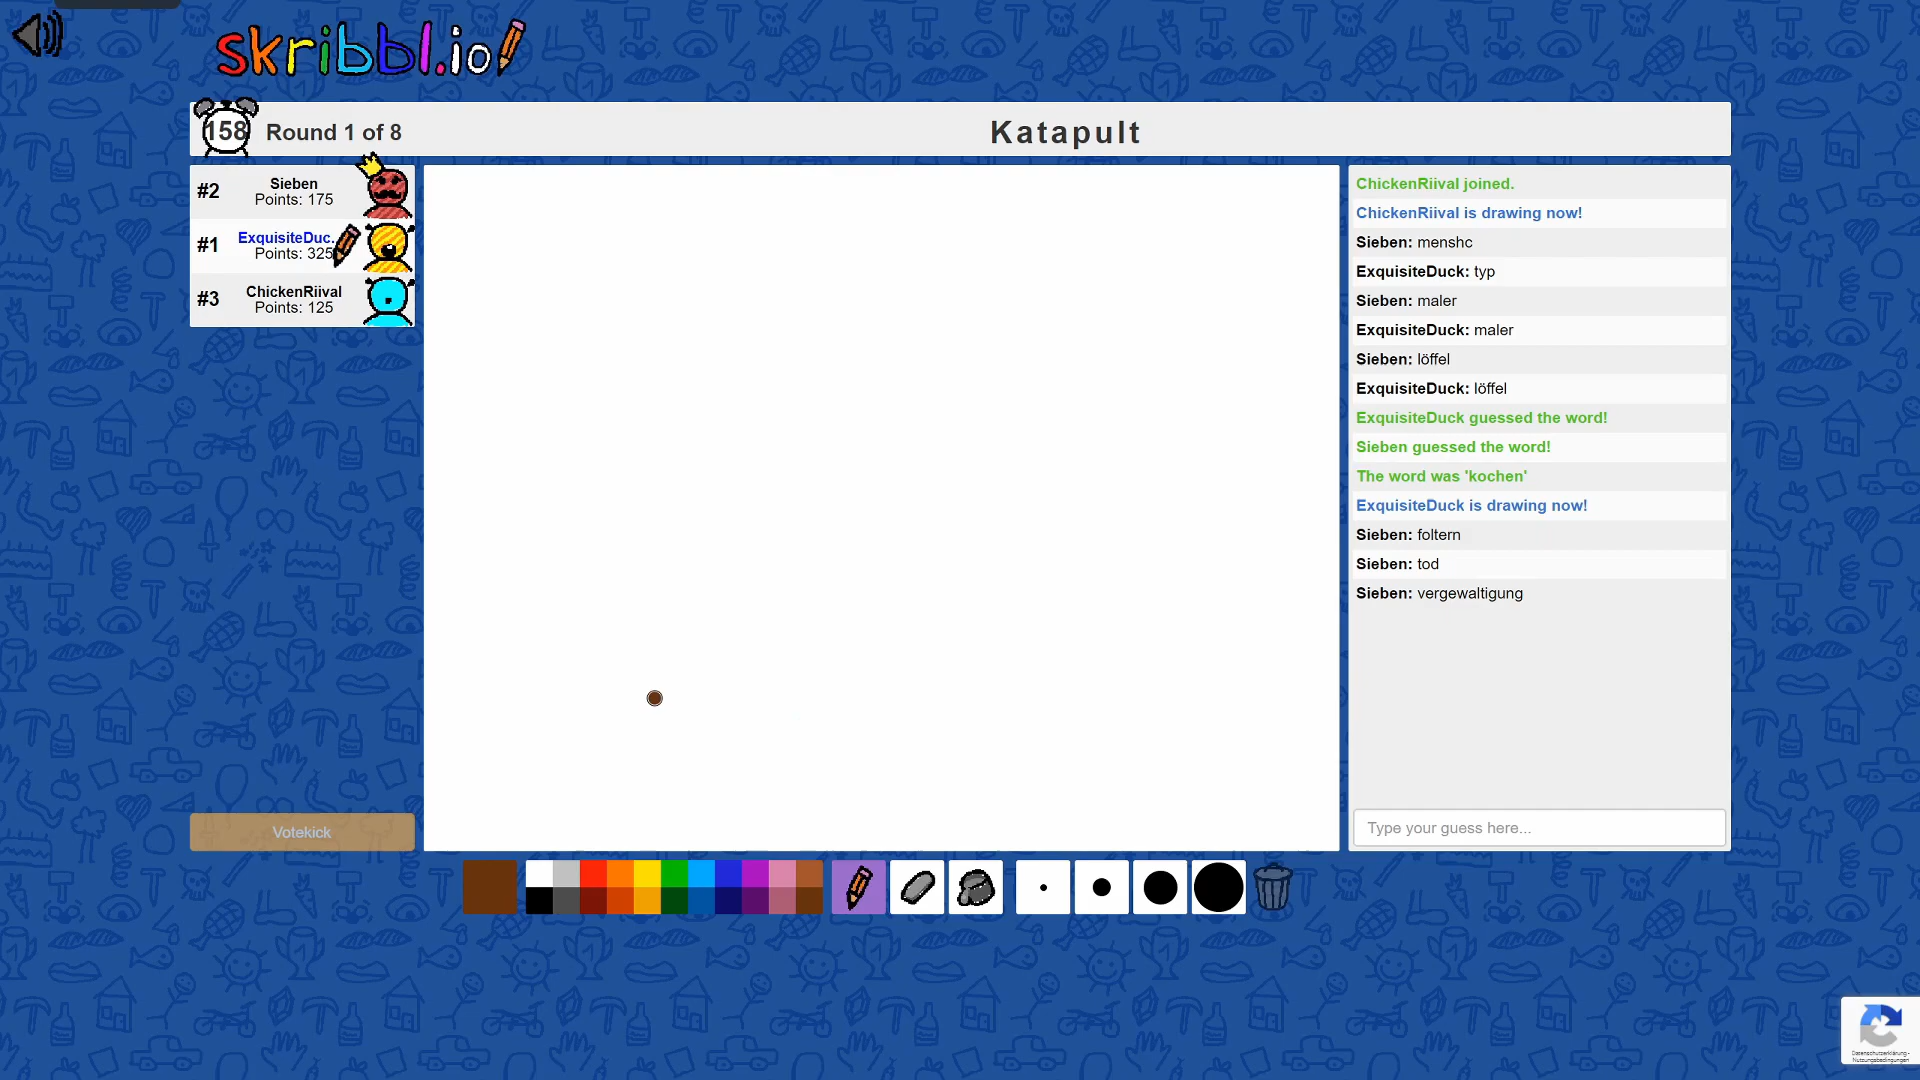 skribbl.io
158
Round 1 of 8
Katapult
#2
Sieben
Points: 175
#1
ExquisiteDuc..
Points: 325
#3
ChickenRiival
Points: 125
Votekick
ChickenRiival joined.
ChickenRiival is drawing now!
Sieben: menshc
ExquisiteDuck: typ
Sieben: maler
ExquisiteDuck: maler
Sieben: löffel
ExquisiteDuck: löffel
ExquisiteDuck guessed the word!
Sieben guessed the word!
The word was 'kochen'
ExquisiteDuck is drawing now!
Sieben: foltern
Sieben: tod
Sieben: vergewaltigung
Type your guess here...
Datenschutzerklärung -
Nutzungsbedingungen